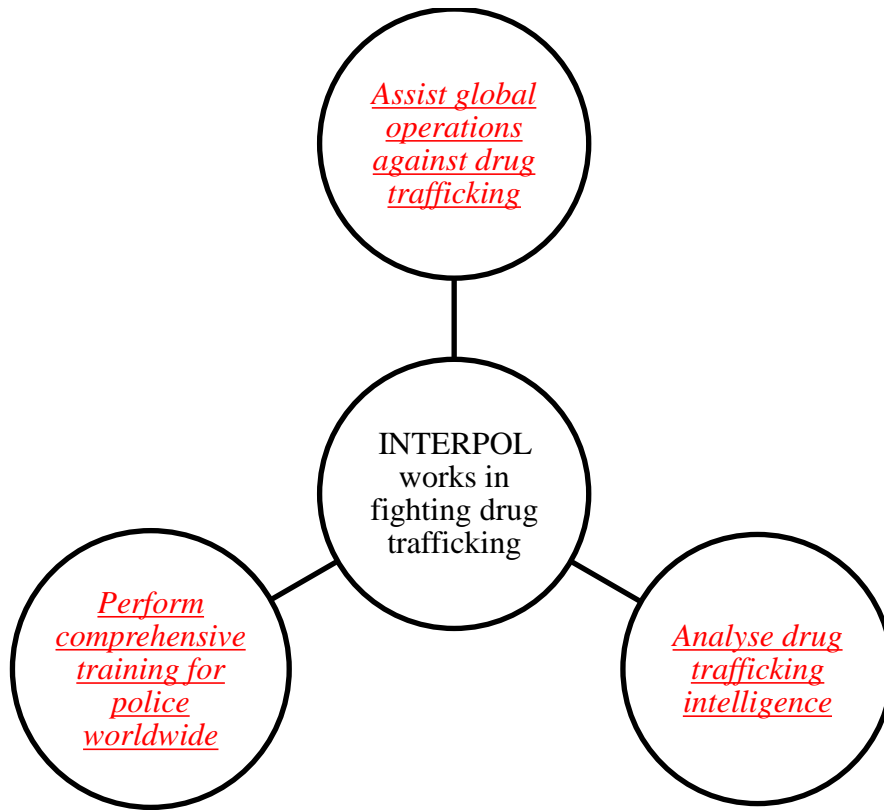 Assist global
operations
against drug
trafficking
INTERPOL
works in
fighting drug
trafficking
Perform
comprehensive
training for
police
worldwide
Analyse drug
trafficking
intelligence